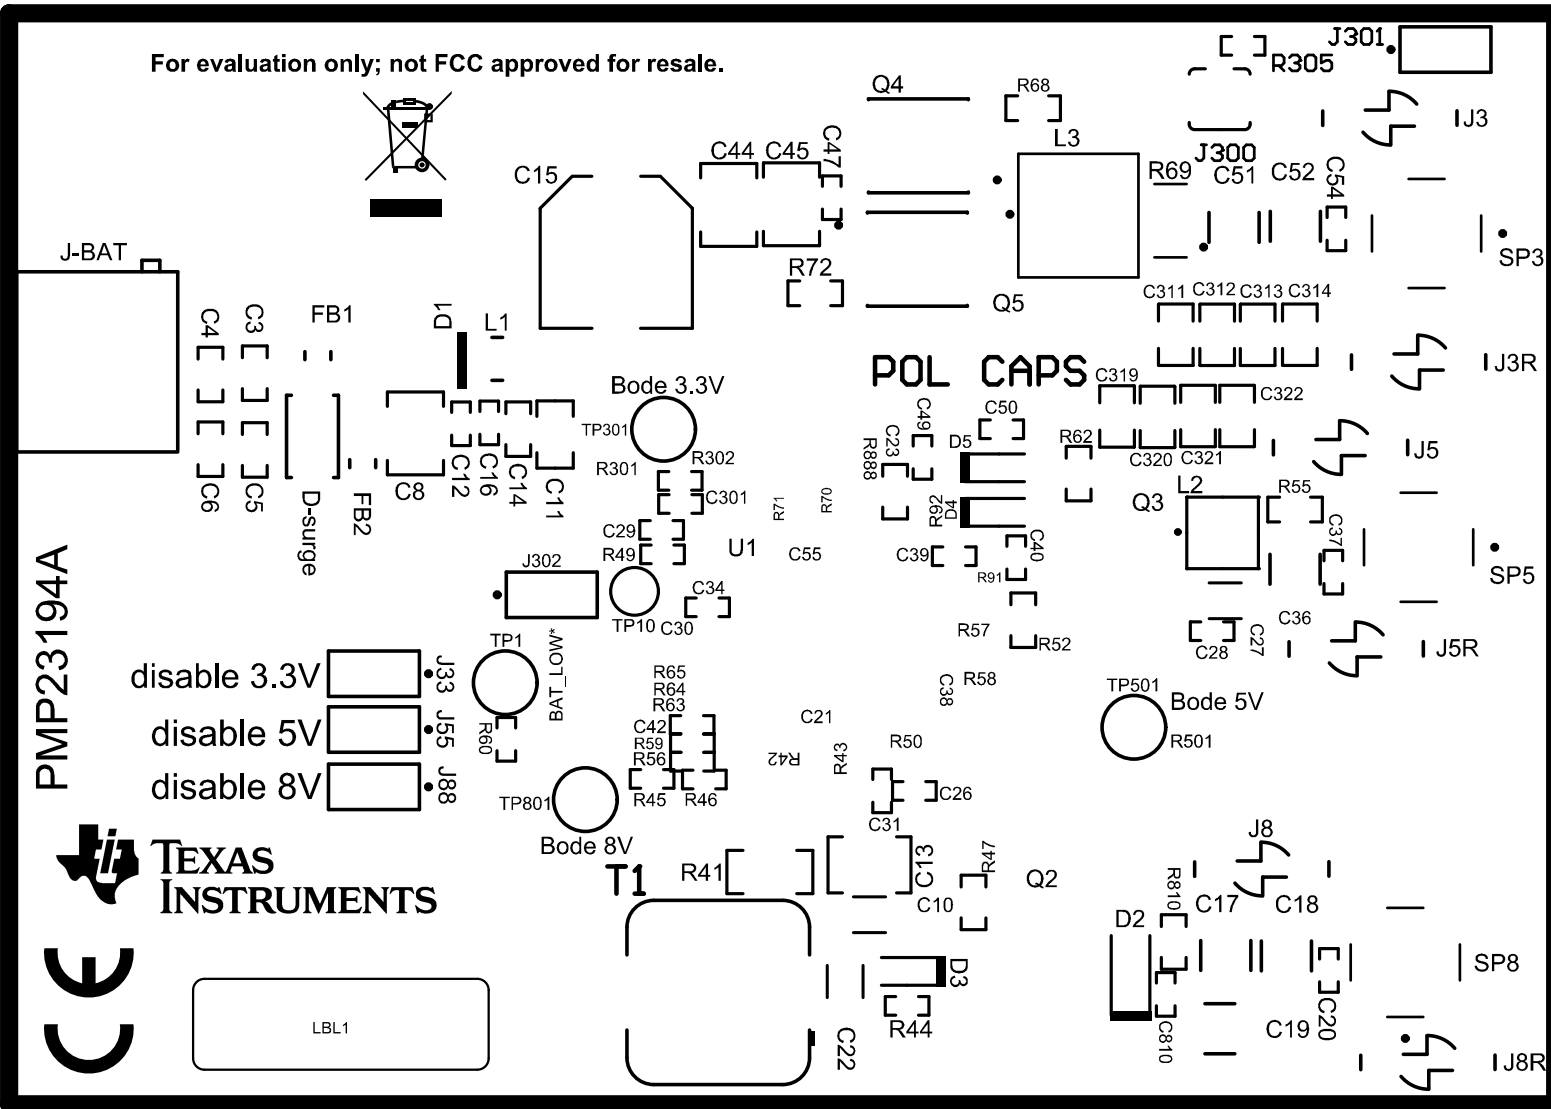 J301
R305
For evaluation only; not FCC approved for resale.
Q4
R68
J3
L3
J300
C44 C45 C47
C15
R69 C51 C52 C54
J-BAT
SP3
R72
Q5
C311 C312 C313 C314
C4 C3 FB1 D1 L1
POL CAPS
J3R
Bode 3.3V
C319 C322
TP301
C49 C50
C23 R888 D5 R62
C320 C321
J5
R301 R302
C6 C5 C8 C12 C16 C14 C11
C301
R71 R70
R92 D4
Q3 L2 R55
D-surge FB2
C29
R49
U1 C55
C39 C40
C37
J302
R91
SP5
C34
TP10 C30
TP1
BAT_LOW*
R57 R52
C28 C27 C36
J5R
PMP23194A
disable 3.3V J33
R65
R64
R63
C38 R58
TP501
Bode 5V
disable 5V J55
R60
C42
R59
R56
C21
R42 R43 R50
R501
disable 8V J88
TP801
R45 R46
C26
C31
Bode 8V
J8
TEXAS
INSTRUMENTS
T1
R41
C13
R47
Q2
C10
R810 C17 C18
D2
D3
SP8
LBL1
C22
R44
C810
C19 C20
J8R